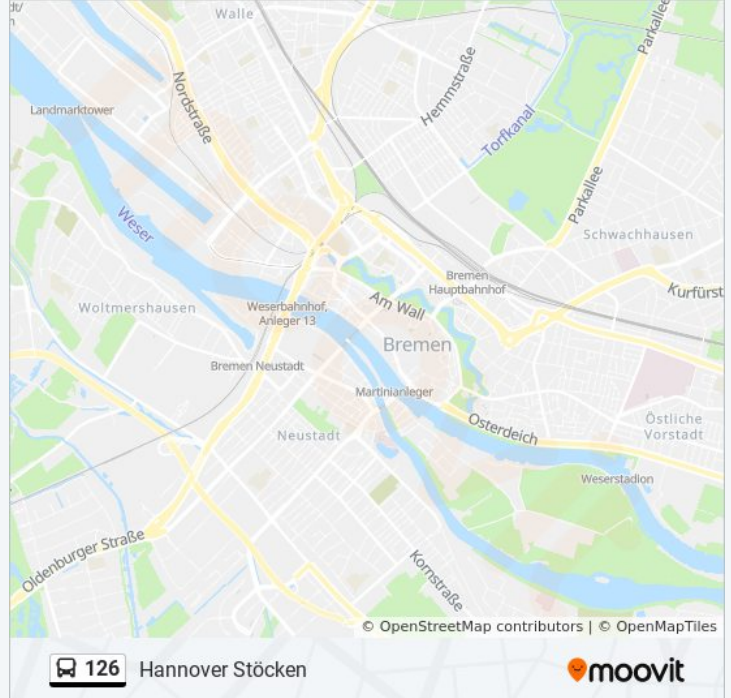 dt/
Walle
Parkallee
Nordstraße
Hemmstraße
Landmarktower
Torfkanal
Parkallee
Weser
Schwachhausen
Bremen
Hauptbahnhof
Kurfürst
Am Wall
Woltmershausen
Weserbahnhof,
Anleger 13
Bremen
Bremen Neustadt
Martinianleger
Osterdeich
Östliche
Vorstadt
Neustadt
Weserstadion
Oldenburger Straße
Kornstraße
© OpenStreetMap contributors | © OpenMapTiles
126 Hannover Stöcken
moovit